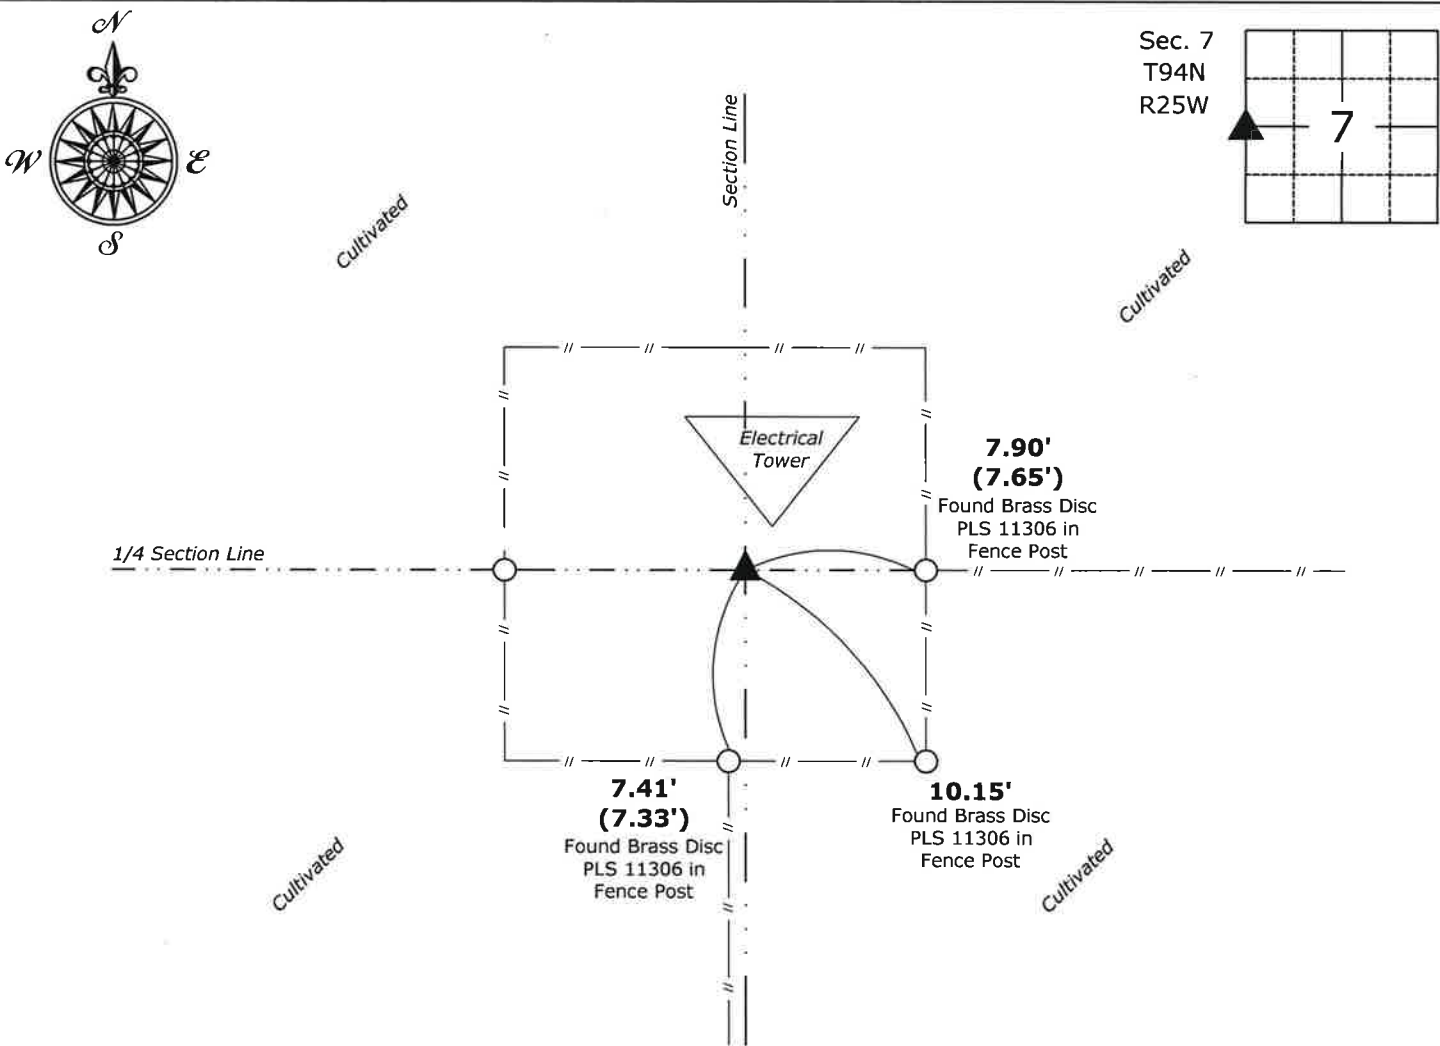 N
W
E
S
Sec. 7
T94N
R25W
7
Section Line
Cultivated
Cultivated
Electrical
Tower
7.90'
(7.65')
Found Brass Disc
PLS 11306 in
Fence Post
1/4 Section Line
7.41'
(7.33')
Found Brass Disc
PLS 11306 in
Fence Post
10.15'
Found Brass Disc
PLS 11306 in
Fence Post
Cultivated
Cultivated